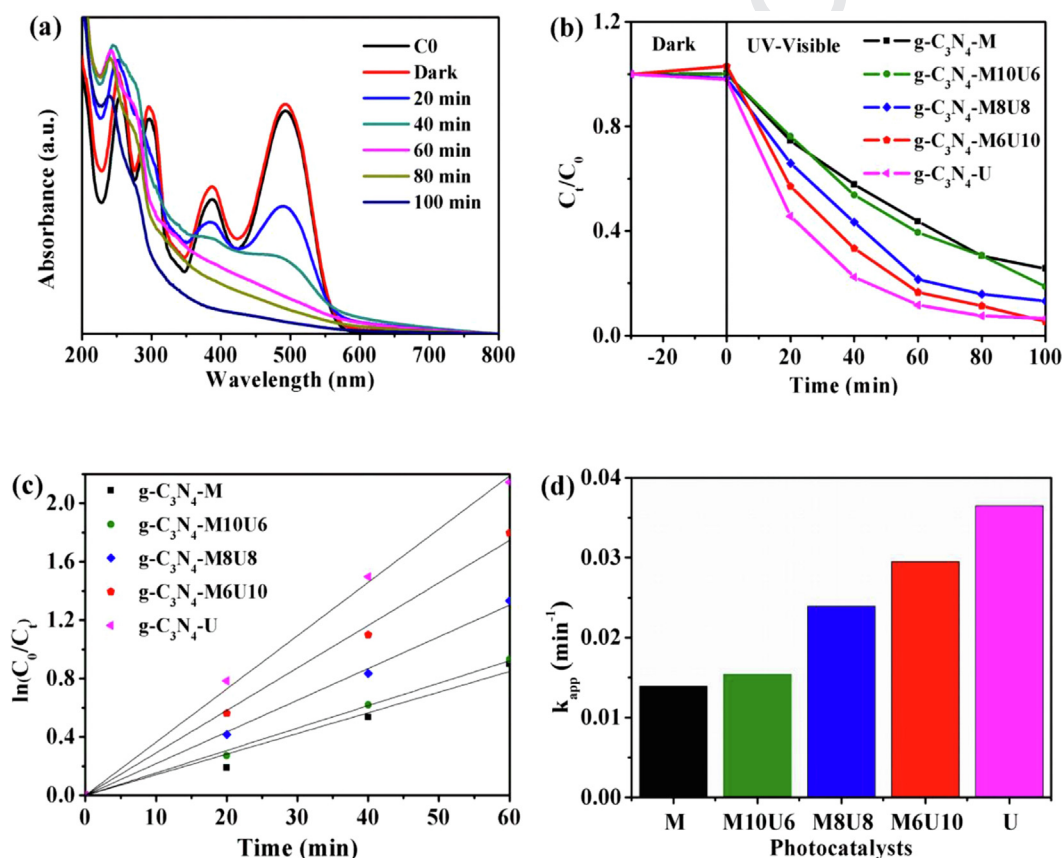 (a)
C0
Dark
20 min
40 min
60 min
80 min
100 min
Absorbance (a.u.)
200 300 400 500 600 700 800
Wavelength (nm)
(b)
Dark
UV-Visible
g-C₃N₄-M
g-C₃N₄-M10U6
g-C₃N₄-M8U8
g-C₃N₄-M6U10
g-C₃N₄-U
Cₜ/C₀
1.2
0.8
0.4
0.0
-20 0 20 40 60 80 100
Time (min)
(c)
g-C₃N₄-M
g-C₃N₄-M10U6
g-C₃N₄-M8U8
g-C₃N₄-M6U10
g-C₃N₄-U
ln(C₀/Cₜ)
2.0
1.6
1.2
0.8
0.4
0.0
0 20 40 60
Time (min)
(d)
k_app (min⁻¹)
0.04
0.03
0.02
0.01
0.00
M M10U6 M8U8 M6U10 U
Photocatalysts